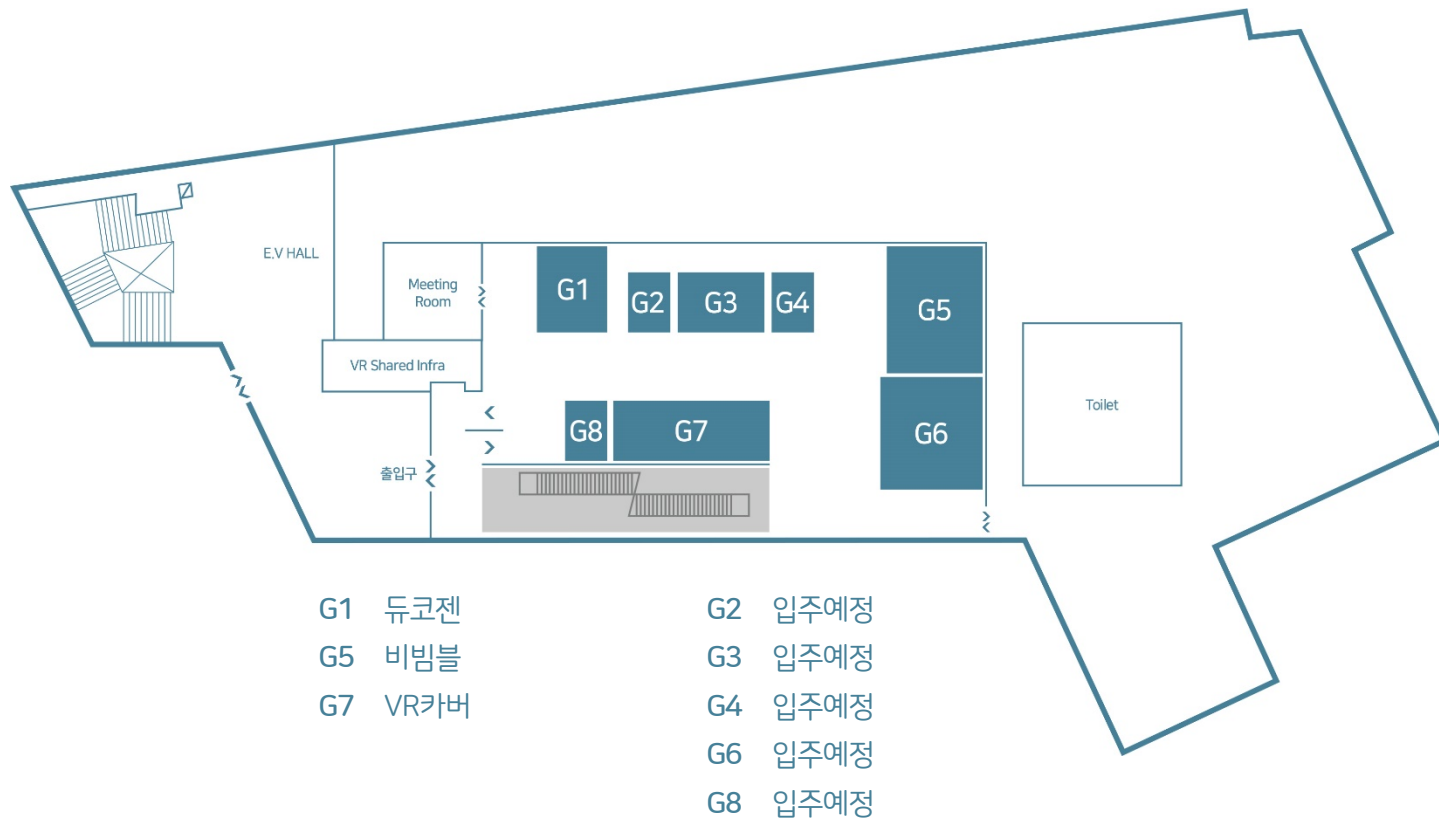 E.V HALL
Meeting
Room
G1
G2
G3
G4
G5
VR Shared Infra
Toilet
G8
G7
G6
출입구
G1 듀코젠
G5 비빔블
G7 VR카버
G2 입주예정
G3 입주예정
G4 입주예정
G6 입주예정
G8 입주예정